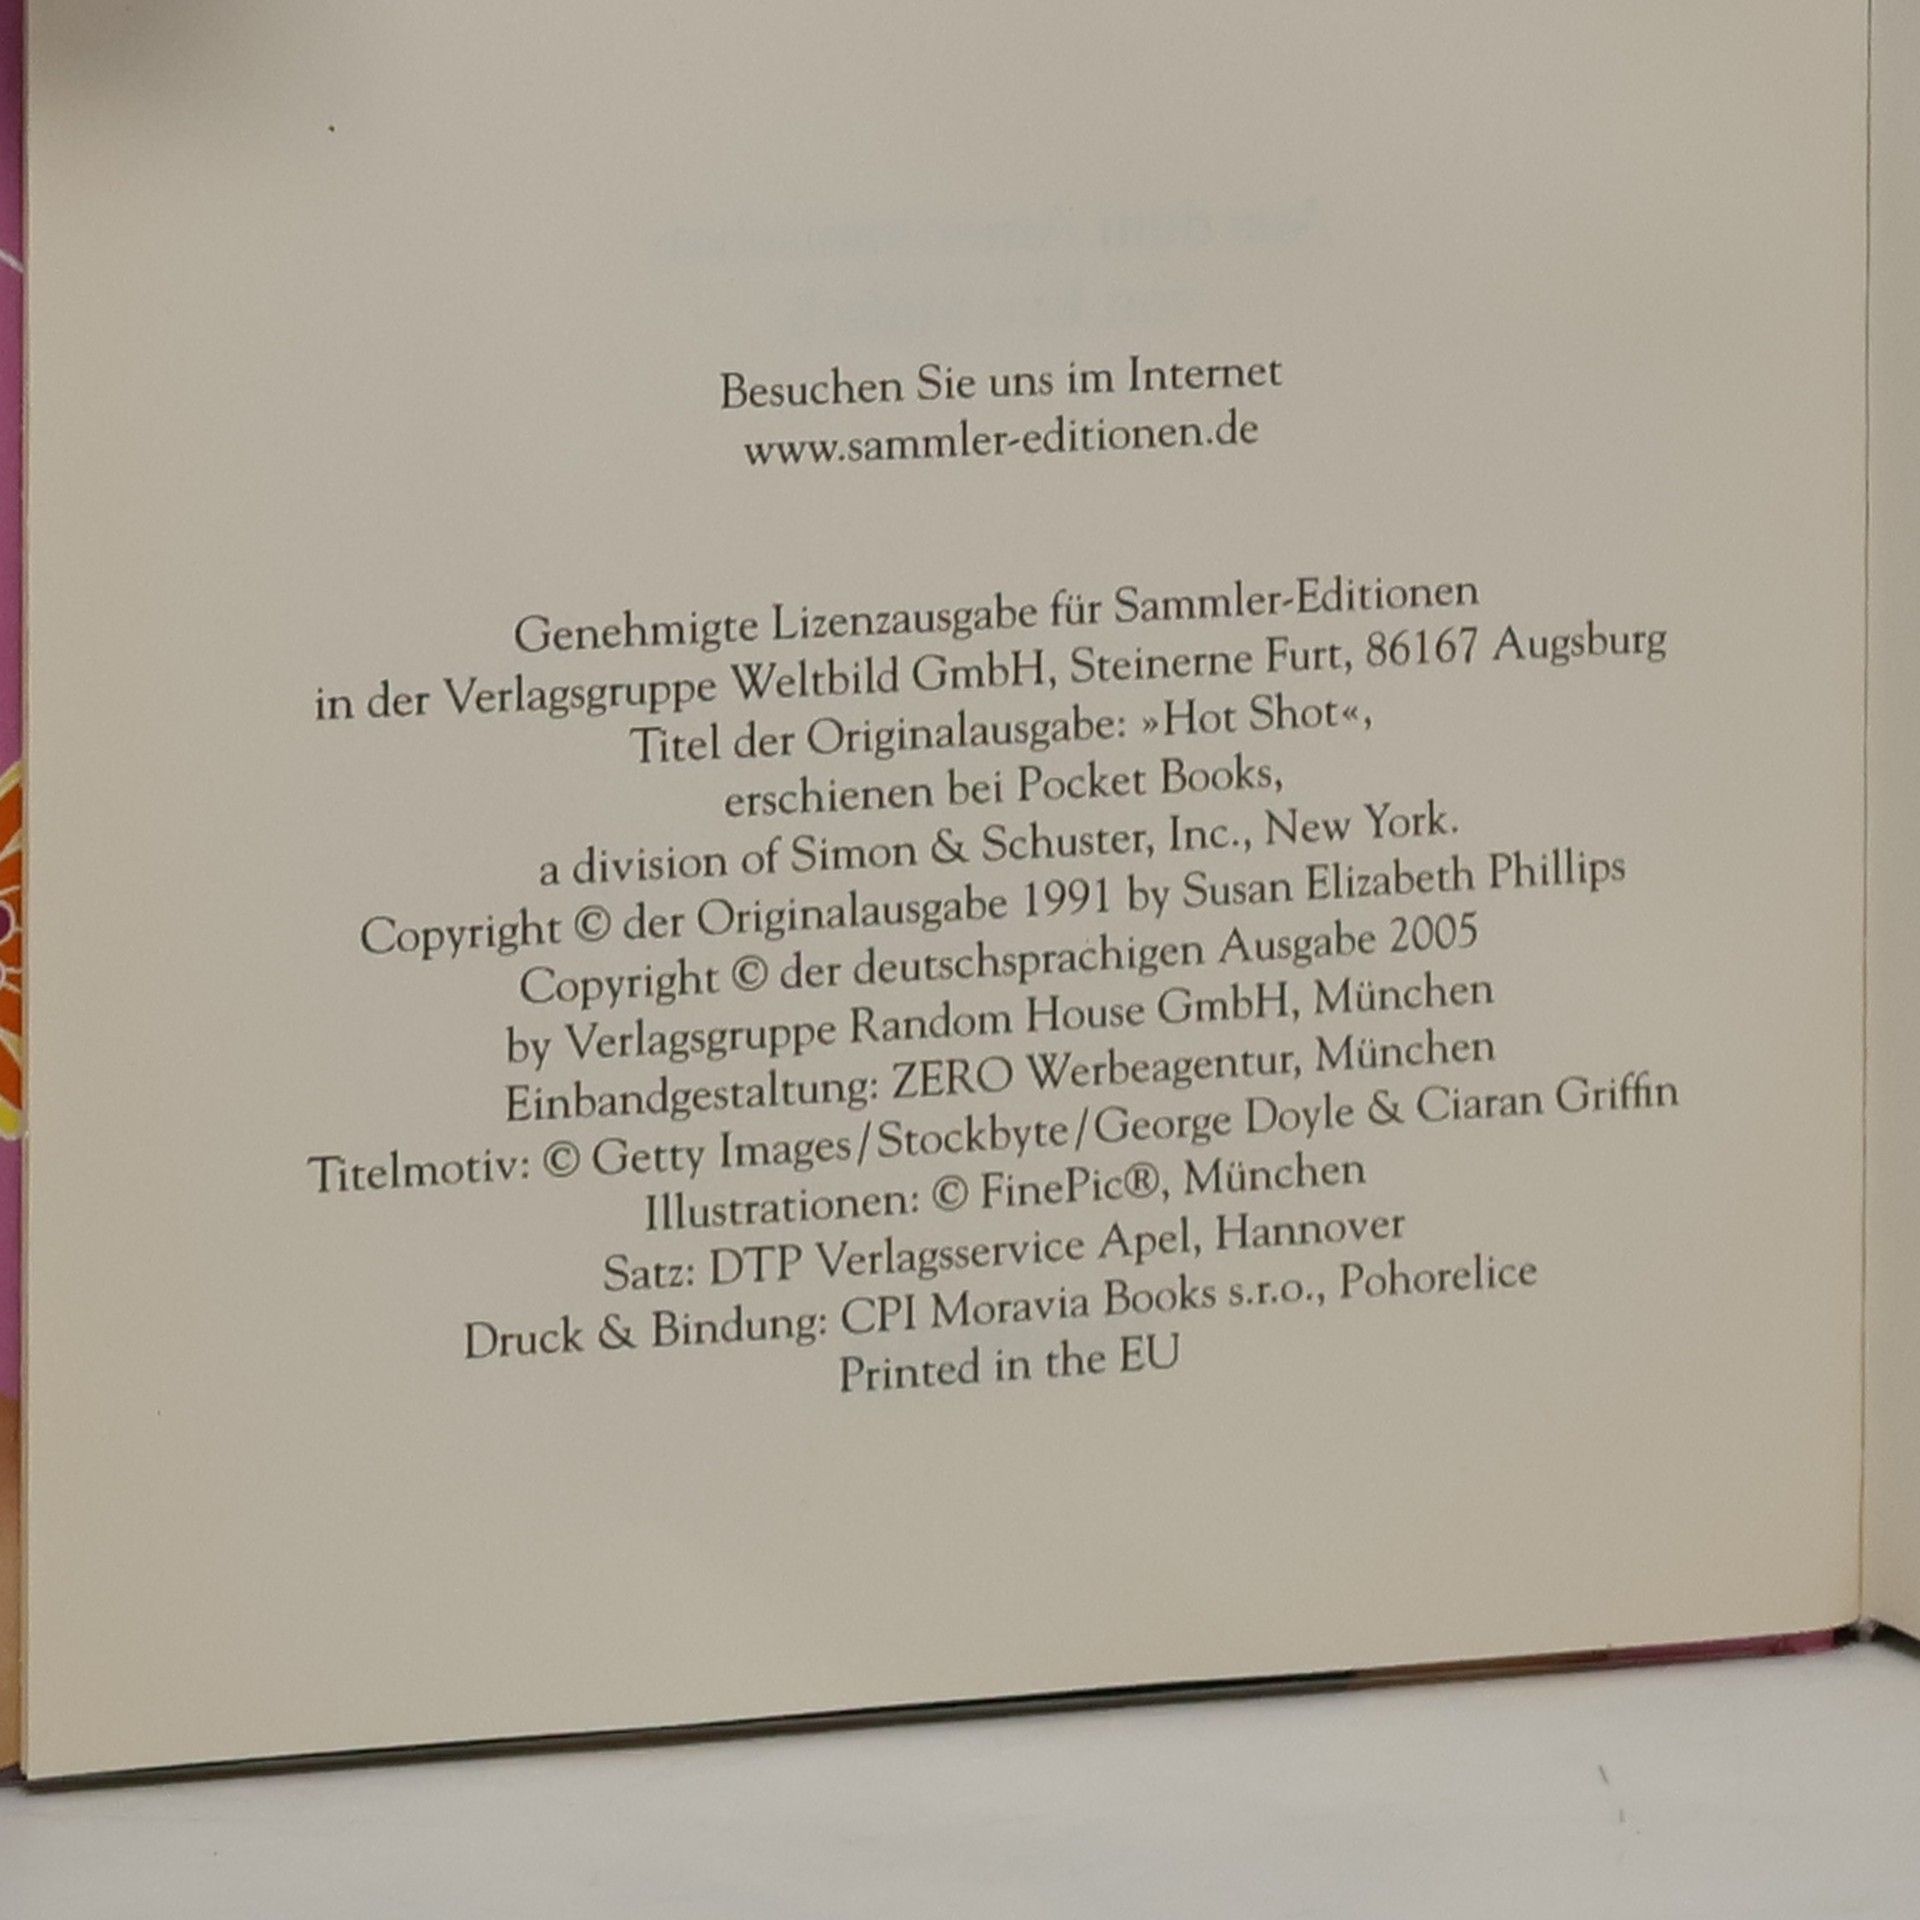 Besuchen Sie uns im Internet
www.sammler-editionen.de
Genehmigte Lizenzausgabe für Sammler-Editionen
in der Verlagsgruppe Weltbild GmbH, Steinerne Furt, 86167 Augsburg
Titel der Originalausgabe: »Hot Shot«,
erschienen bei Pocket Books,
a division of Simon & Schuster, Inc., New York.
Copyright © der Originalausgabe 1991 by Susan Elizabeth Phillips
Copyright © der deutschsprachigen Ausgabe 2005
by Verlagsgruppe Random House GmbH, München
Einbandgestaltung: ZERO Werbeagentur, München
Titelmotiv: © Getty Images/Stockbyte/George Doyle & Ciaran Griffin
Illustrationen: © FinePic®, München
Satz: DTP Verlagsservice Apel, Hannover
Druck & Bindung: CPI Moravia Books s.r.o., Pohorelice
Printed in the EU